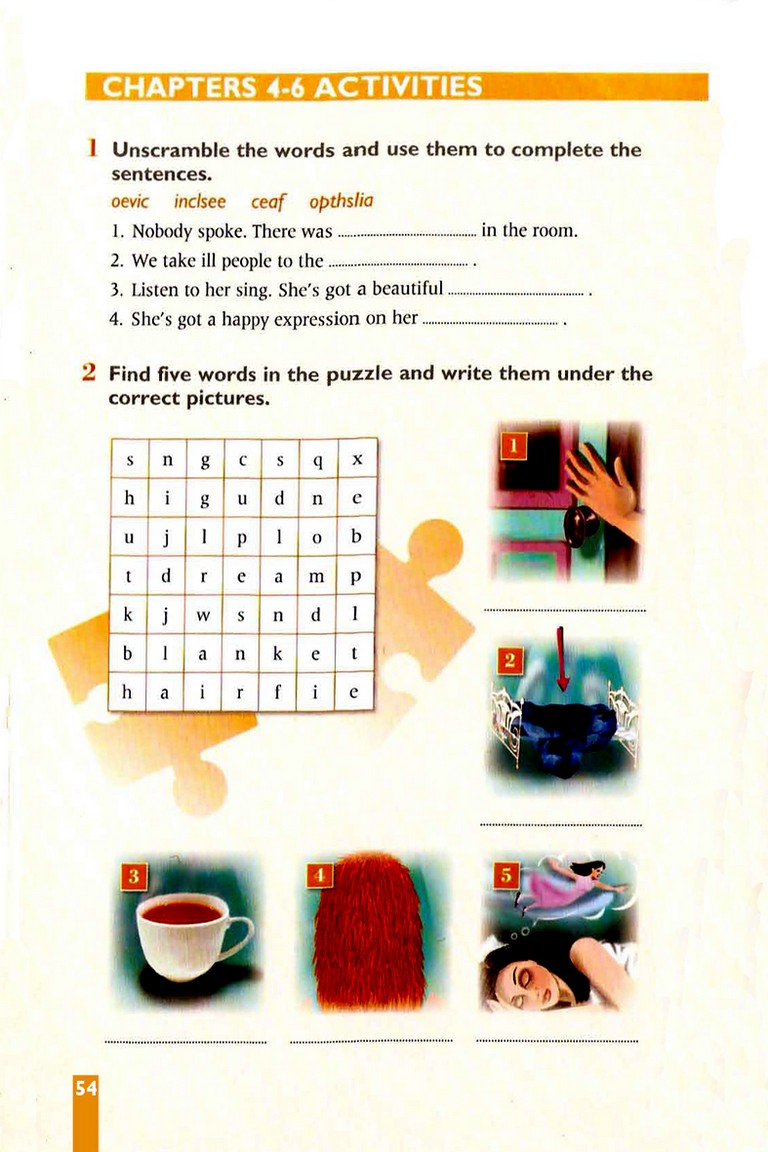 CHAPTERS 4-6 ACTIVITIES
1 Unscramble the words and use them to complete the
sentences.
oevic inclsee ceaf opthslia
1. Nobody spoke. There was .......................................... in the room.
2. We take ill people to the .......................................... .
3. Listen to her sing. She's got a beautiful .......................................... .
4. She's got a happy expression on her .......................................... .
2 Find five words in the puzzle and write them under the
correct pictures.
s n g c s q x
h i g u d n e
u j l p l o b
t d r e a m p
k j w s n d l
b l a n k e t
h a i r f i e
1
2
3
4
5
54